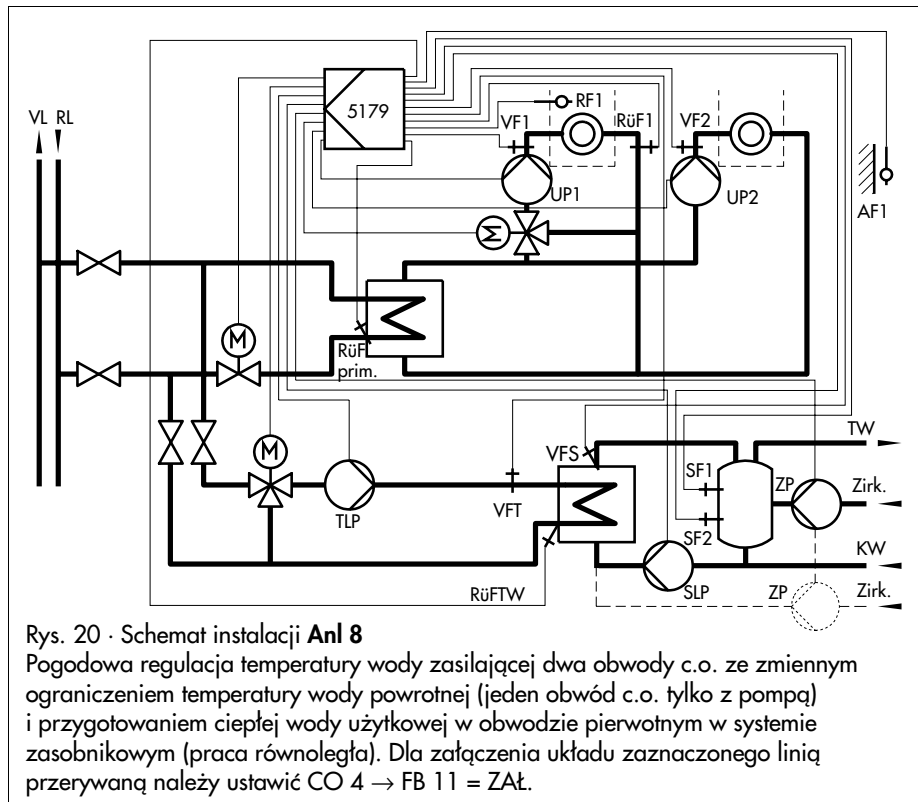 5179
VL RL
VF1
RF1
RüF1
VF2
UP1
UP2
AF1
M
M
RüF
prim.
M
TLP
VFT
VFS
SF1
SF2
TW
ZP
Zirk.
KW
SLP
ZP
Zirk.
RüFTW
Rys. 20 · Schemat instalacji Anl 8
Pogodowa regulacja temperatury wody zasilającej dwa obwody c.o. ze zmiennym
ograniczeniem temperatury wody powrotnej (jeden obwód c.o. tylko z pompą)
i przygotowaniem ciepłej wody użytkowej w obwodzie pierwotnym w systemie
zasobnikowym (praca równoległa). Dla załączenia układu zaznaczonego linią
przerywaną należy ustawić CO 4 → FB 11 = ZAŁ.